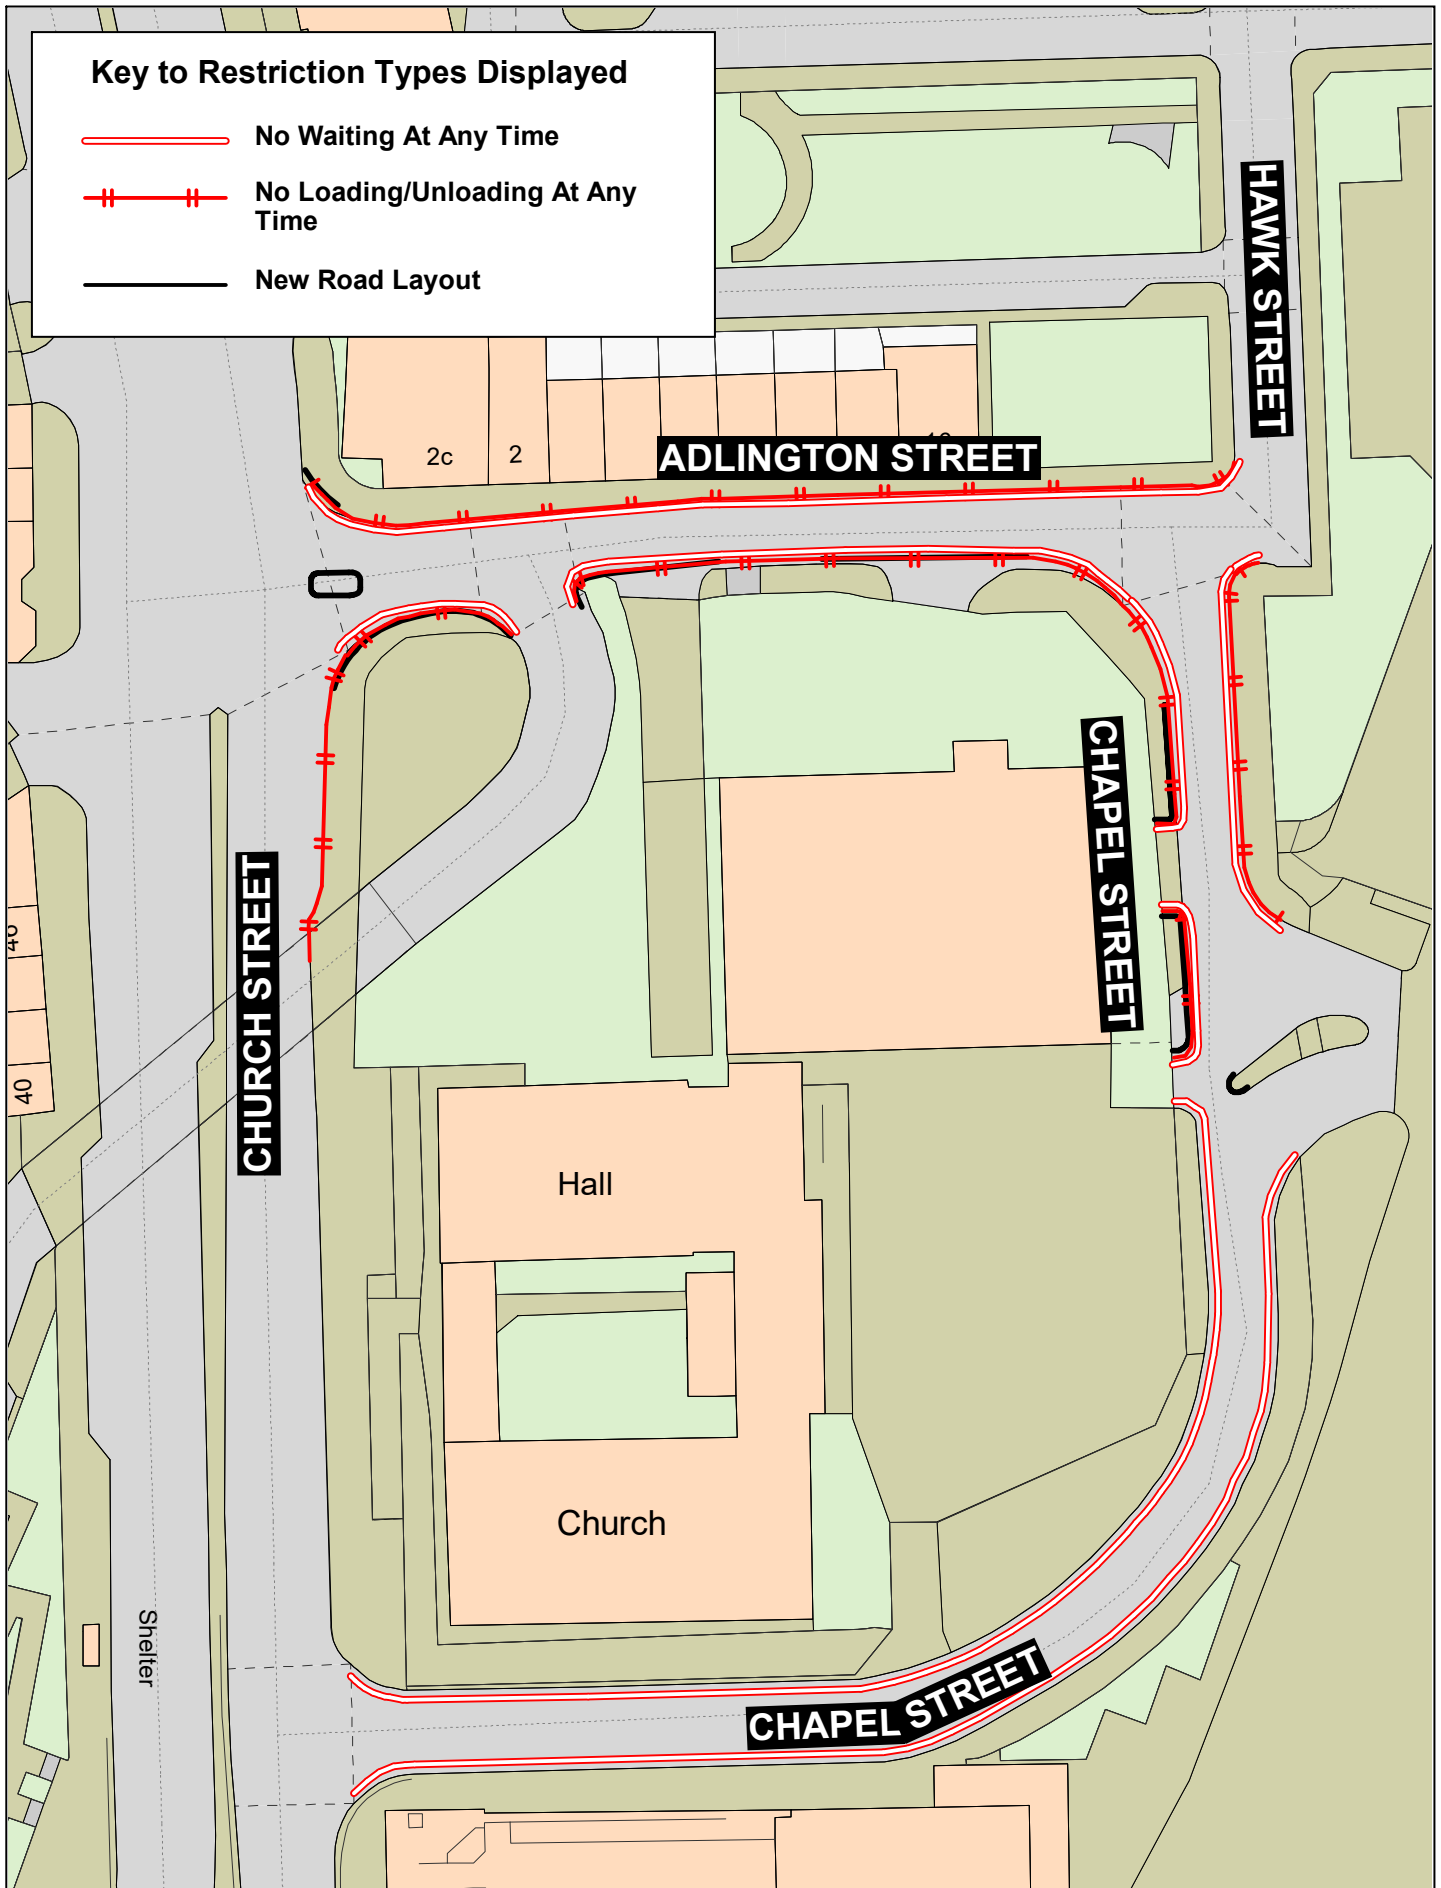 Key to Restriction Types Displayed
No Waiting At Any Time
No Loading/Unloading At Any
Time
New Road Layout
HAWK STREET
2c
2
ADLINGTON STREET
CHAPEL STREET
CHURCH STREET
40
Hall
Church
Shelter
CHAPEL STREET